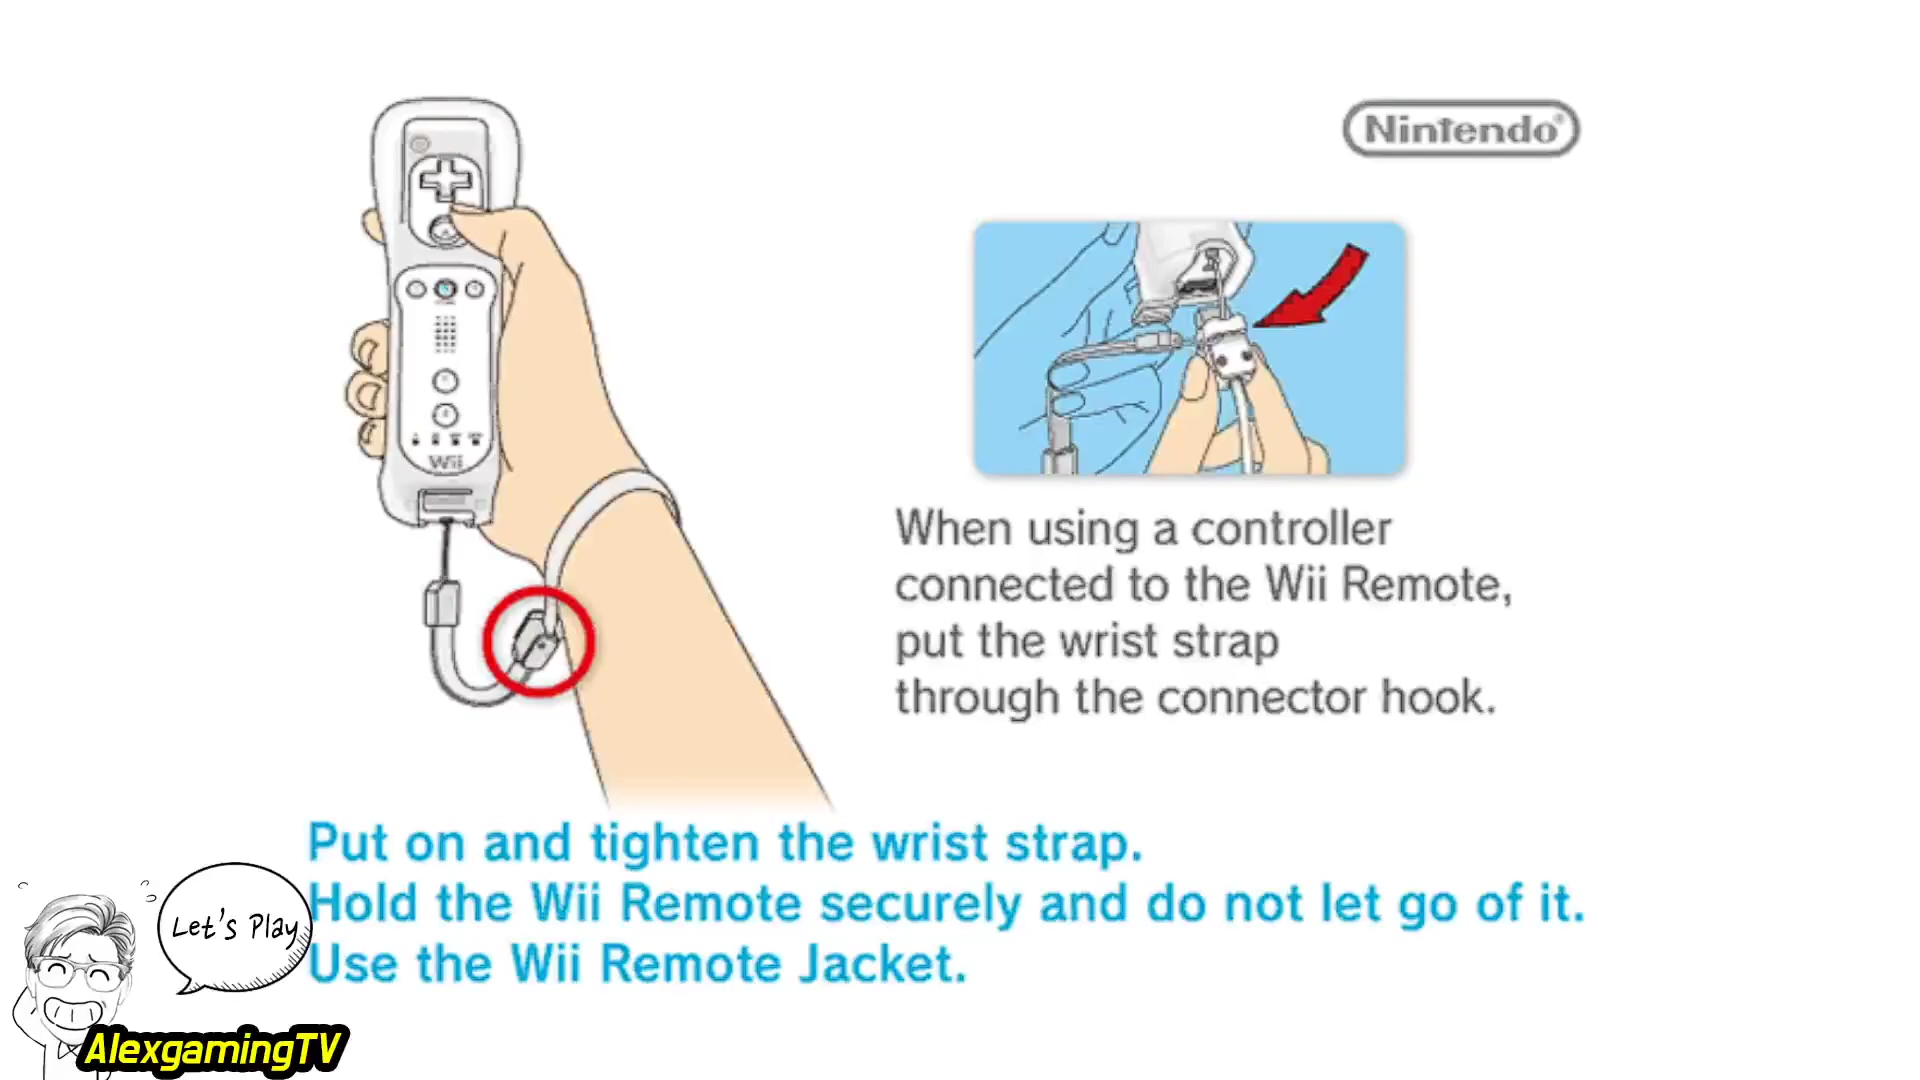 Nintendo®
Wii
When using a controller
connected to the Wii Remote,
put the wrist strap
through the connector hook.
Put on and tighten the wrist strap.
Hold the Wii Remote securely and do not let go of it.
Use the Wii Remote Jacket.
Let's Play
AlexgamingTV